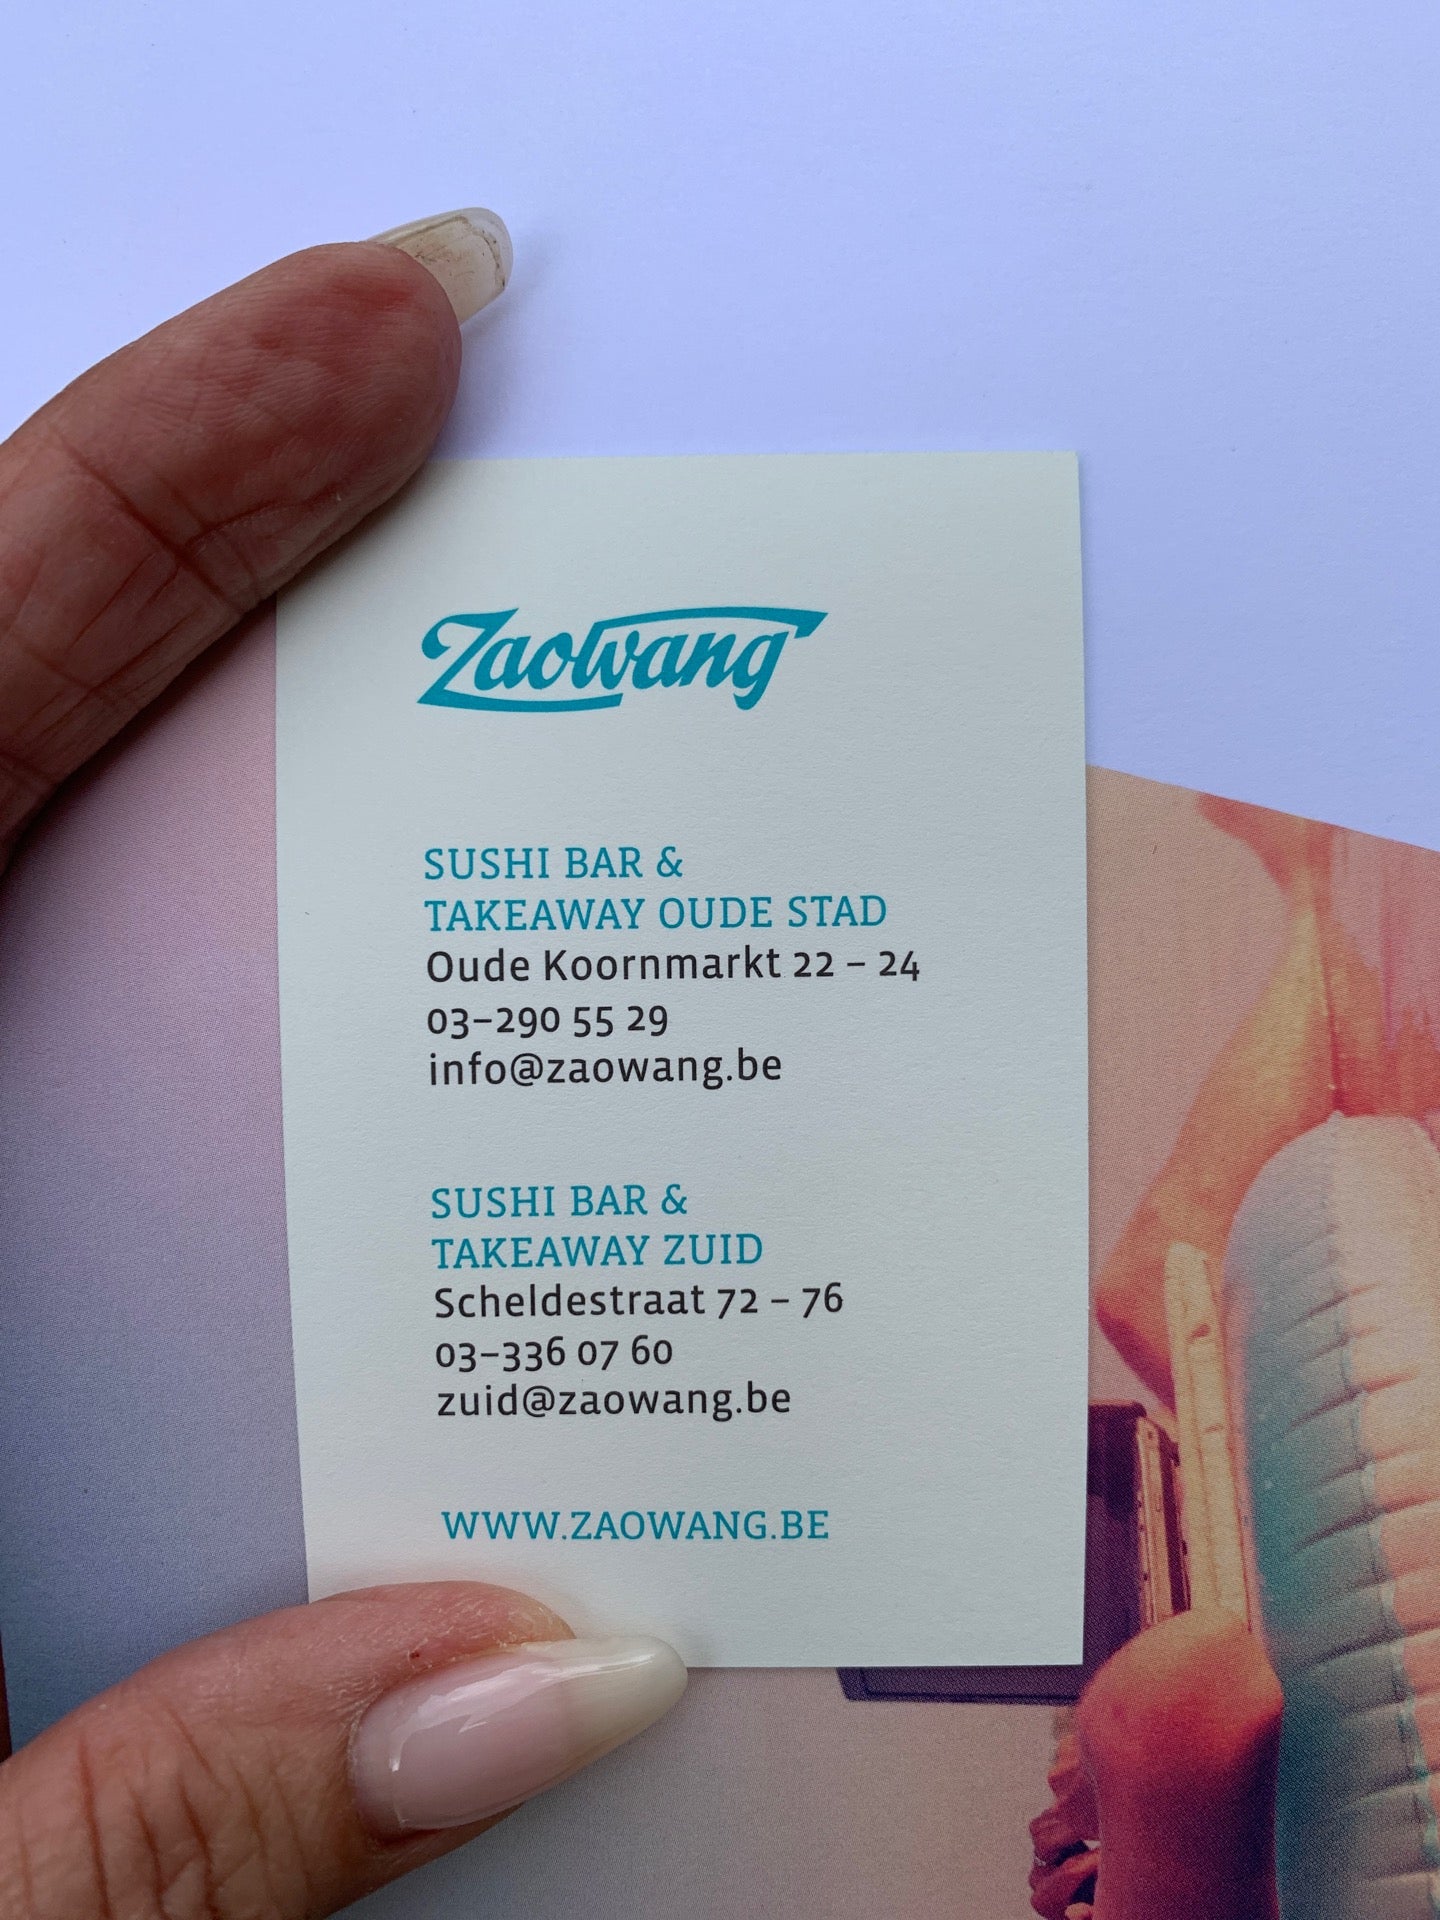 Zaowang
SUSHI BAR &
TAKEAWAY OUDE STAD
Oude Koornmarkt 22 – 24
03–290 55 29
info@zaowang.be
SUSHI BAR &
TAKEAWAY ZUID
Scheldestraat 72 – 76
03–336 07 60
zuid@zaowang.be
WWW.ZAOWANG.BE